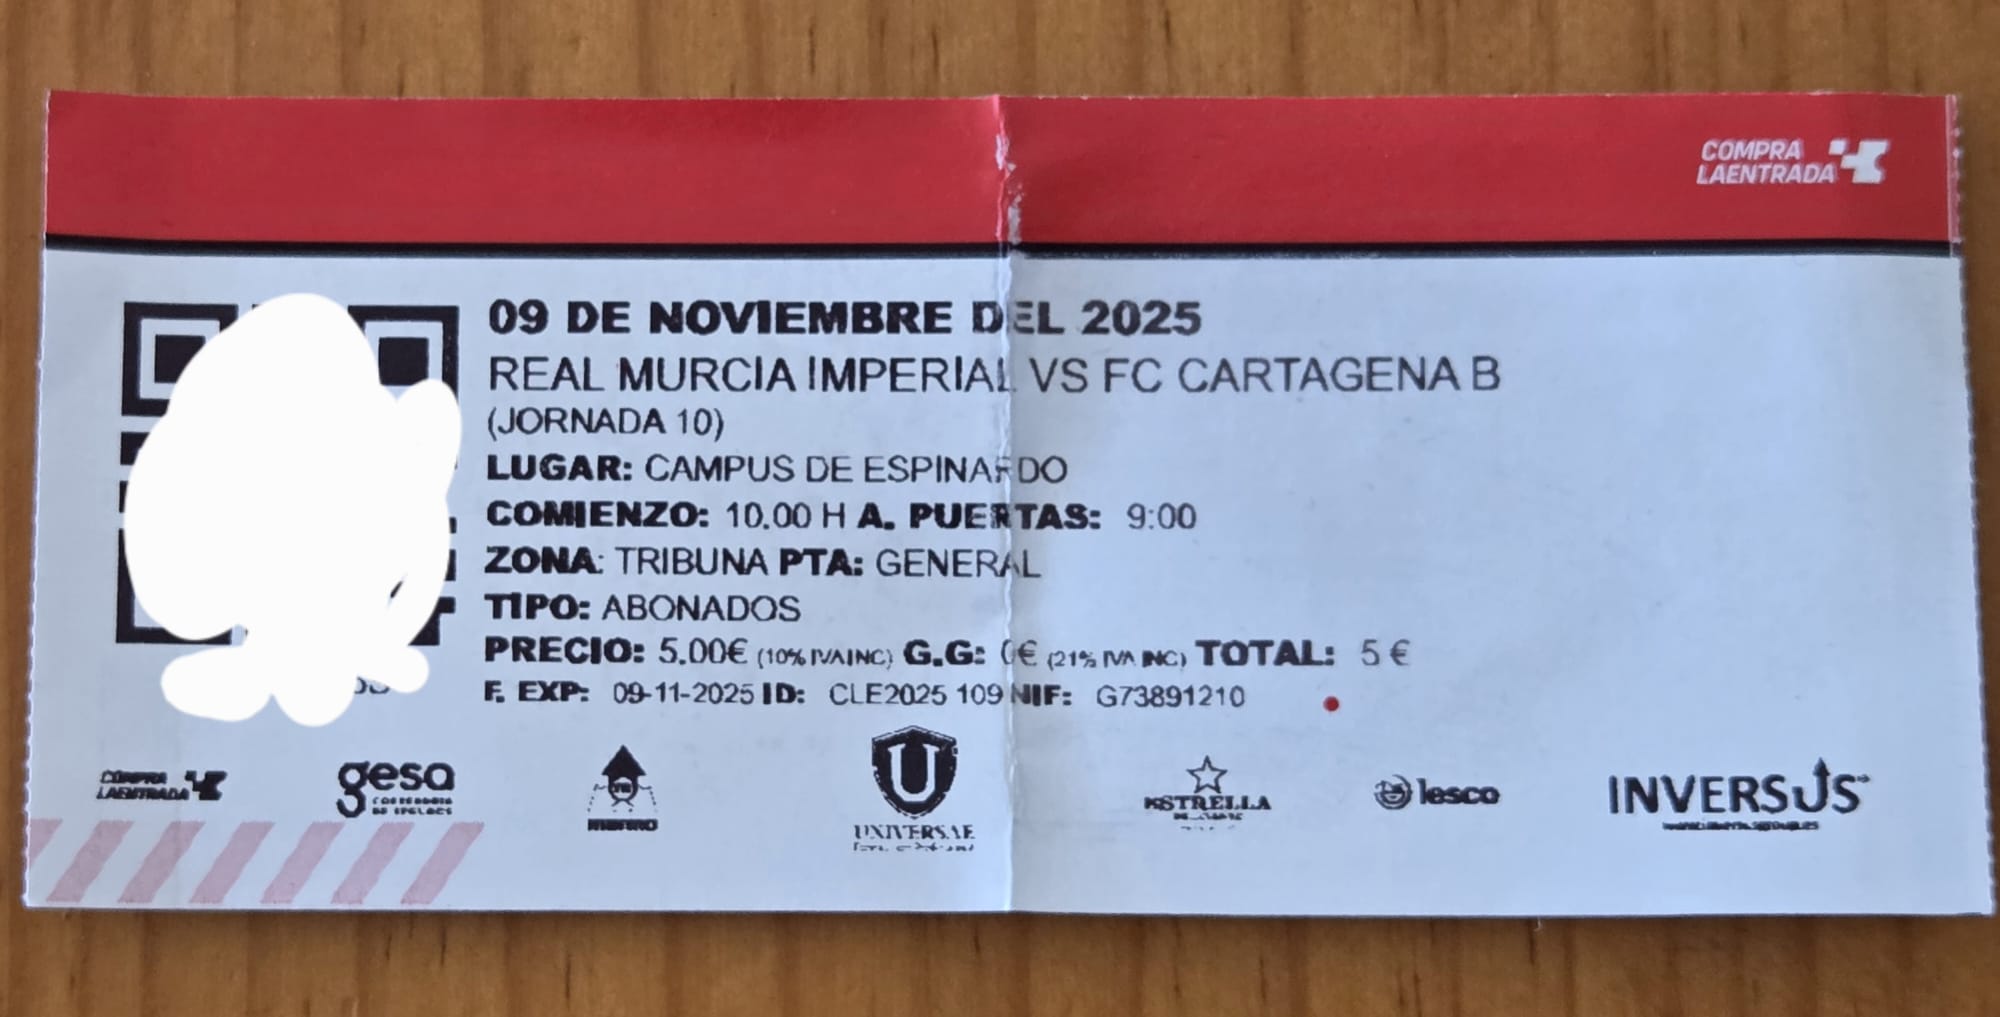 COMPRA
LAENTRADA
09 DE NOVIEMBRE DEL 2025
REAL MURCIA IMPERIAL VS FC CARTAGENA B
(JORNADA 10)
LUGAR: CAMPUS DE ESPINARDO
COMIENZO: 10.00 H A. PUERTAS: 9:00
ZONA: TRIBUNA PTA: GENERAL
TIPO: ABONADOS
PRECIO: 5.00€ (10% IVA INC) G.G: 0€ (21% IVA INC) TOTAL: 5 €
F. EXP: 09-11-2025 ID: CLE2025 109 NIF: G73891210
COMPRA
LAENTRADA
gesa
U
UNIVERSAE
ESTRELLA
lesco
INVERSUS